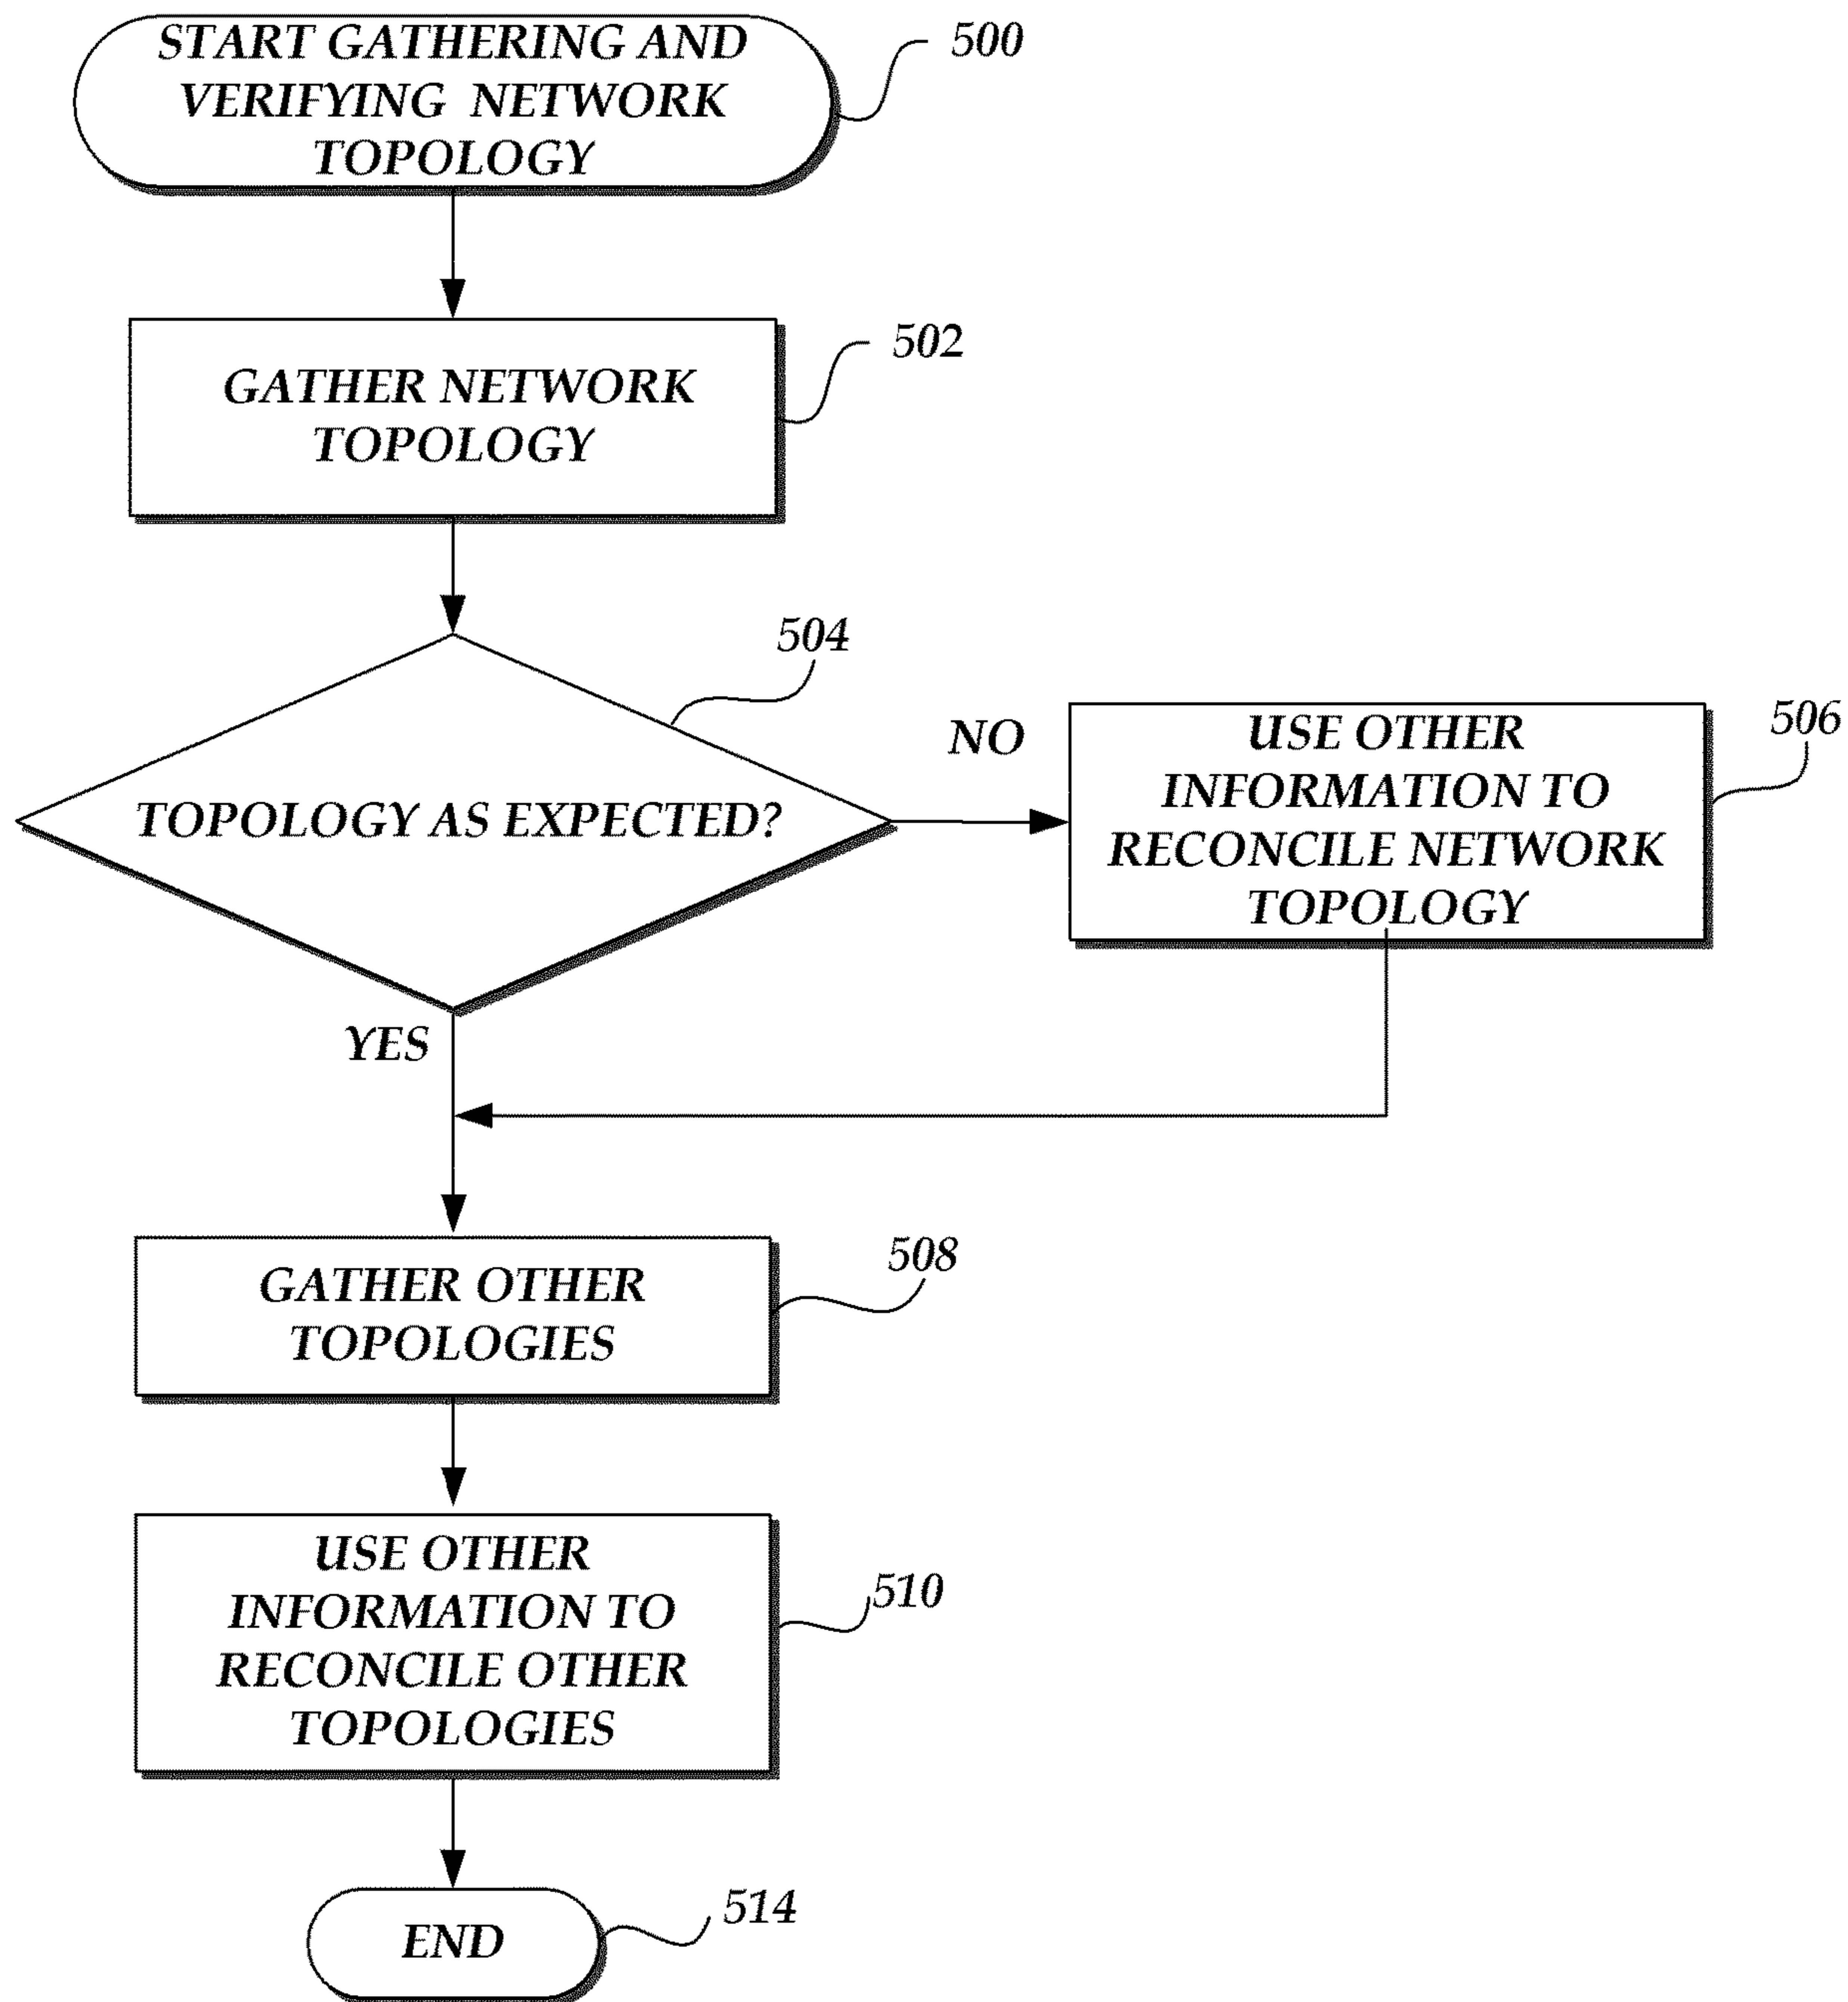 START GATHERING AND
VERIFYING NETWORK
TOPOLOGY
500
GATHER NETWORK
TOPOLOGY
502
504
TOPOLOGY AS EXPECTED?
NO
USE OTHER
INFORMATION TO
RECONCILE NETWORK
TOPOLOGY
506
YES
GATHER OTHER
TOPOLOGIES
508
USE OTHER
INFORMATION TO
RECONCILE OTHER
TOPOLOGIES
510
END
514